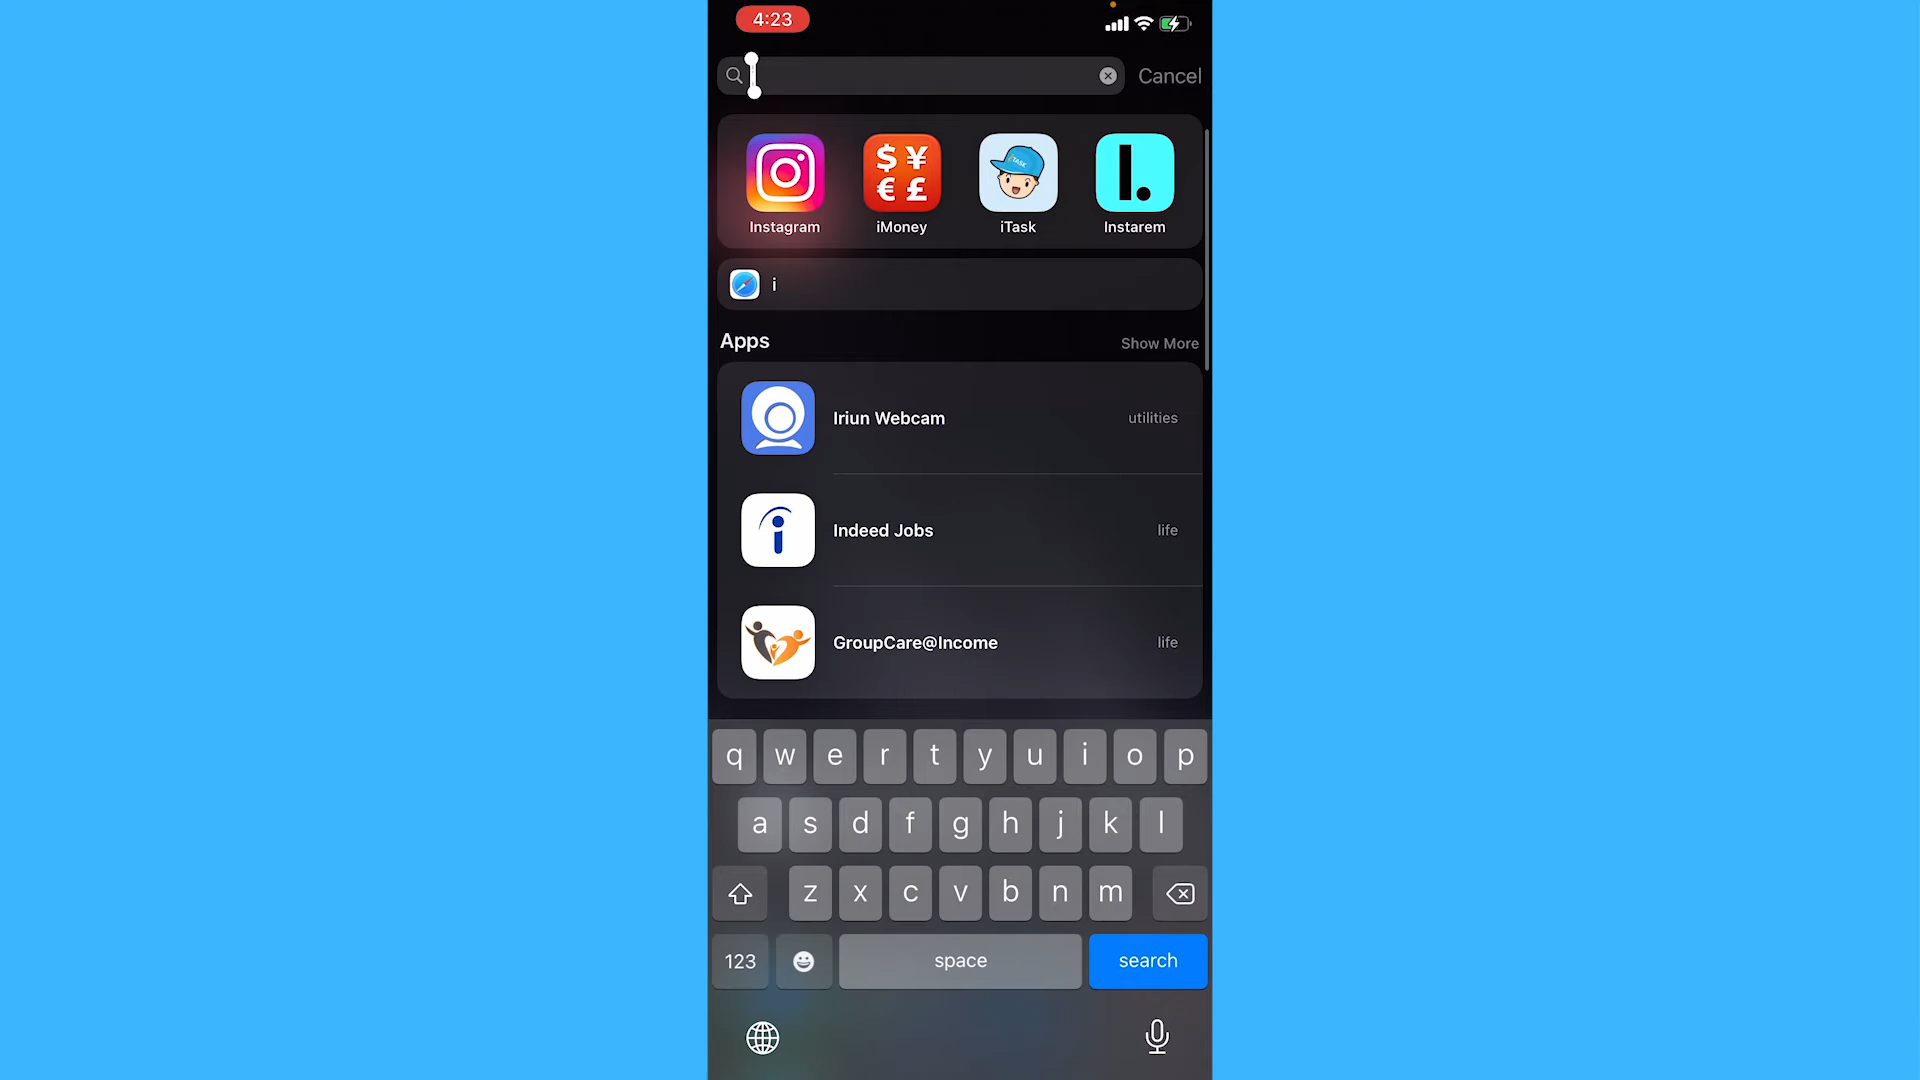 4:23
Cancel
$ ¥
€ £
iTASK
I.
Instagram iMoney iTask Instarem
i
Apps Show More
Iriun Webcam utilities
i
Indeed Jobs life
GroupCare@Income life
q w e r t y u i o p
a s d f g h j k l
z x c v b n m
123 space search